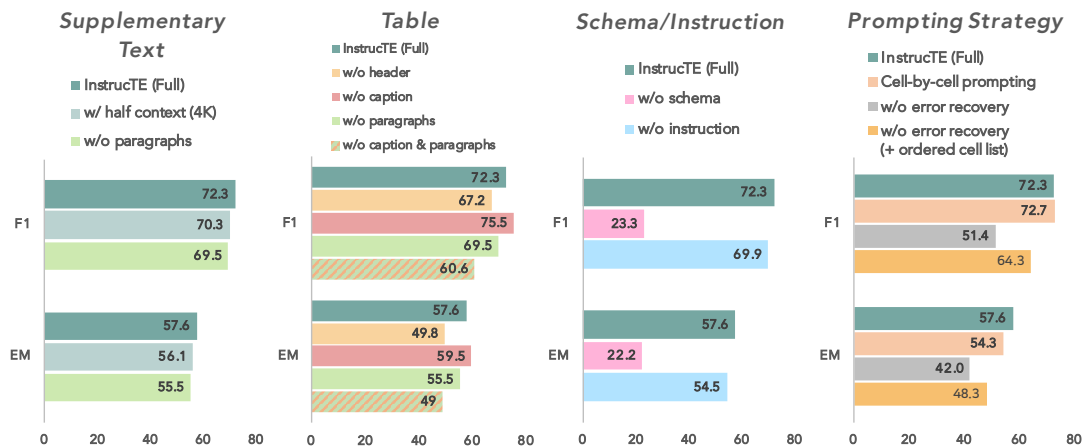 Supplementary
Text
InstrucTE (Full)
w/ half context (4K)
w/o paragraphs
F1
72.3
70.3
69.5
EM
57.6
56.1
55.5
0 20 40 60 80
Table
InstrucTE (Full)
w/o header
w/o caption
w/o paragraphs
w/o caption & paragraphs
72.3
67.2
F1
75.5
69.5
60.6
57.6
49.8
EM
59.5
55.5
49
0 20 40 60 80
Schema/Instruction
InstrucTE (Full)
w/o schema
w/o instruction
72.3
F1
23.3
69.9
57.6
EM
22.2
54.5
0 20 40 60 80
Prompting Strategy
InstrucTE (Full)
Cell-by-cell prompting
w/o error recovery
w/o error recovery
(+ ordered cell list)
72.3
F1
72.7
51.4
64.3
57.6
EM
54.3
42.0
48.3
0 20 40 60 80